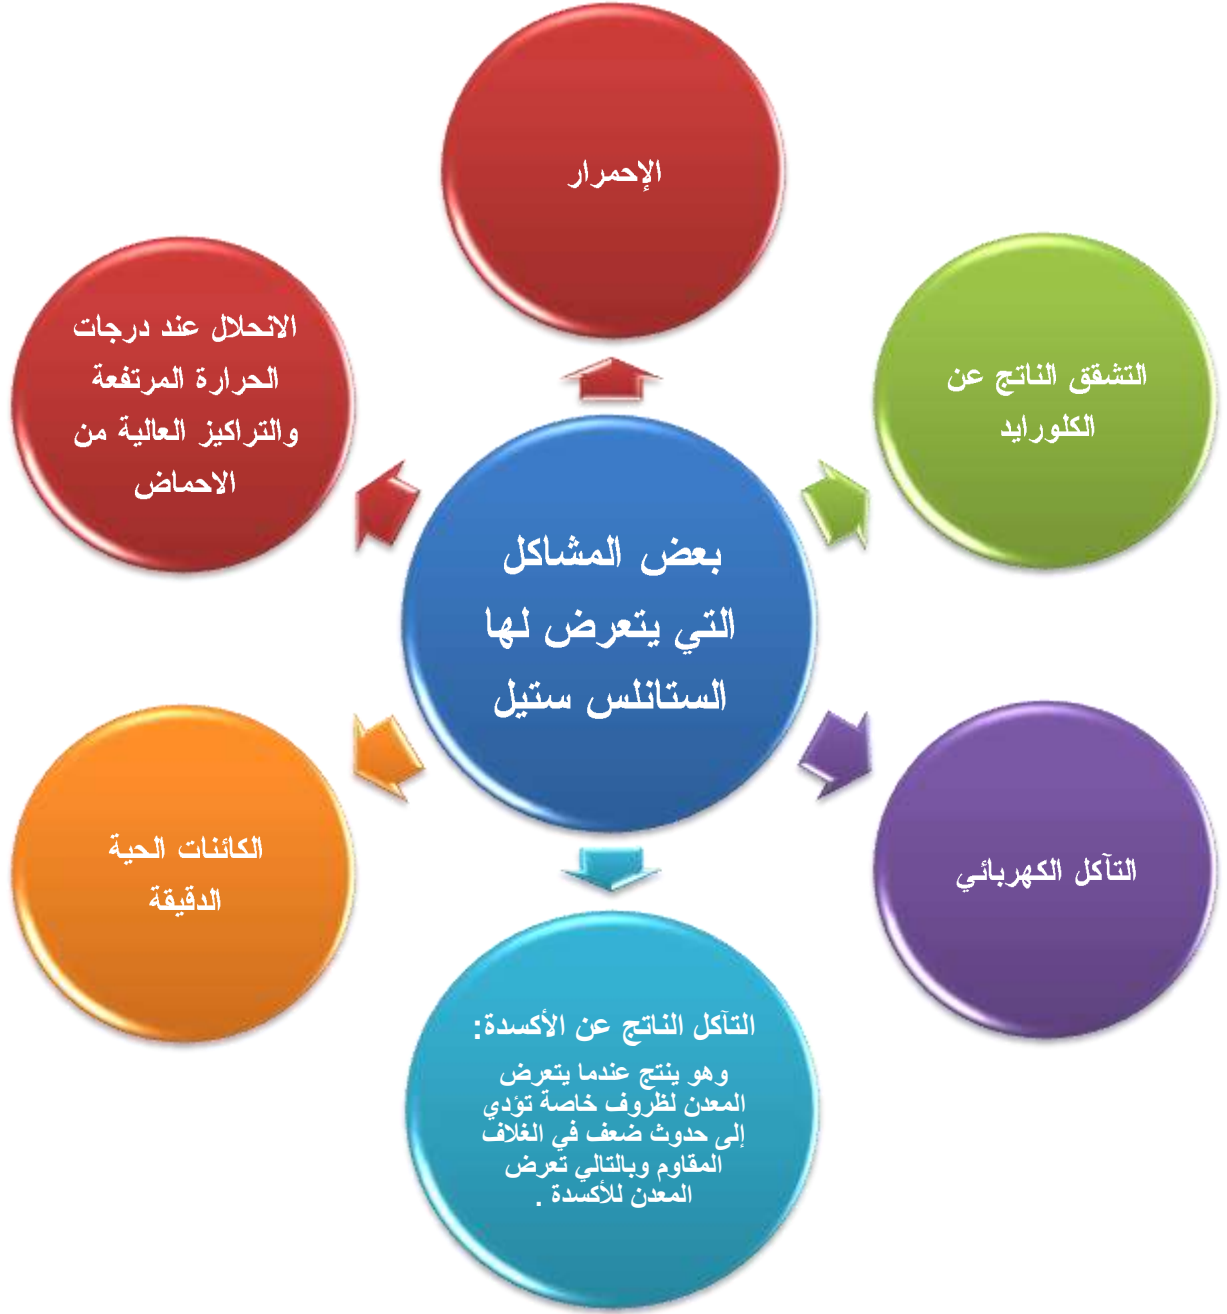 الإحمرار
التشقق الناتج عن
الكلورايد
التآكل الكهربائي
التآكل الناتج عن الأكسدة:
وهو ينتج عندما يتعرض
المعدن لظروف خاصة تؤدي
إلى حدوث ضعف في الغلاف
المقاوم وبالتالي تعرض
المعدن للأكسدة .
الكائنات الحية
الدقيقة
الانحلال عند درجات
الحرارة المرتفعة
والتراكيز العالية من
الاحماض
بعض المشاكل
التي يتعرض لها
الستانلس ستيل